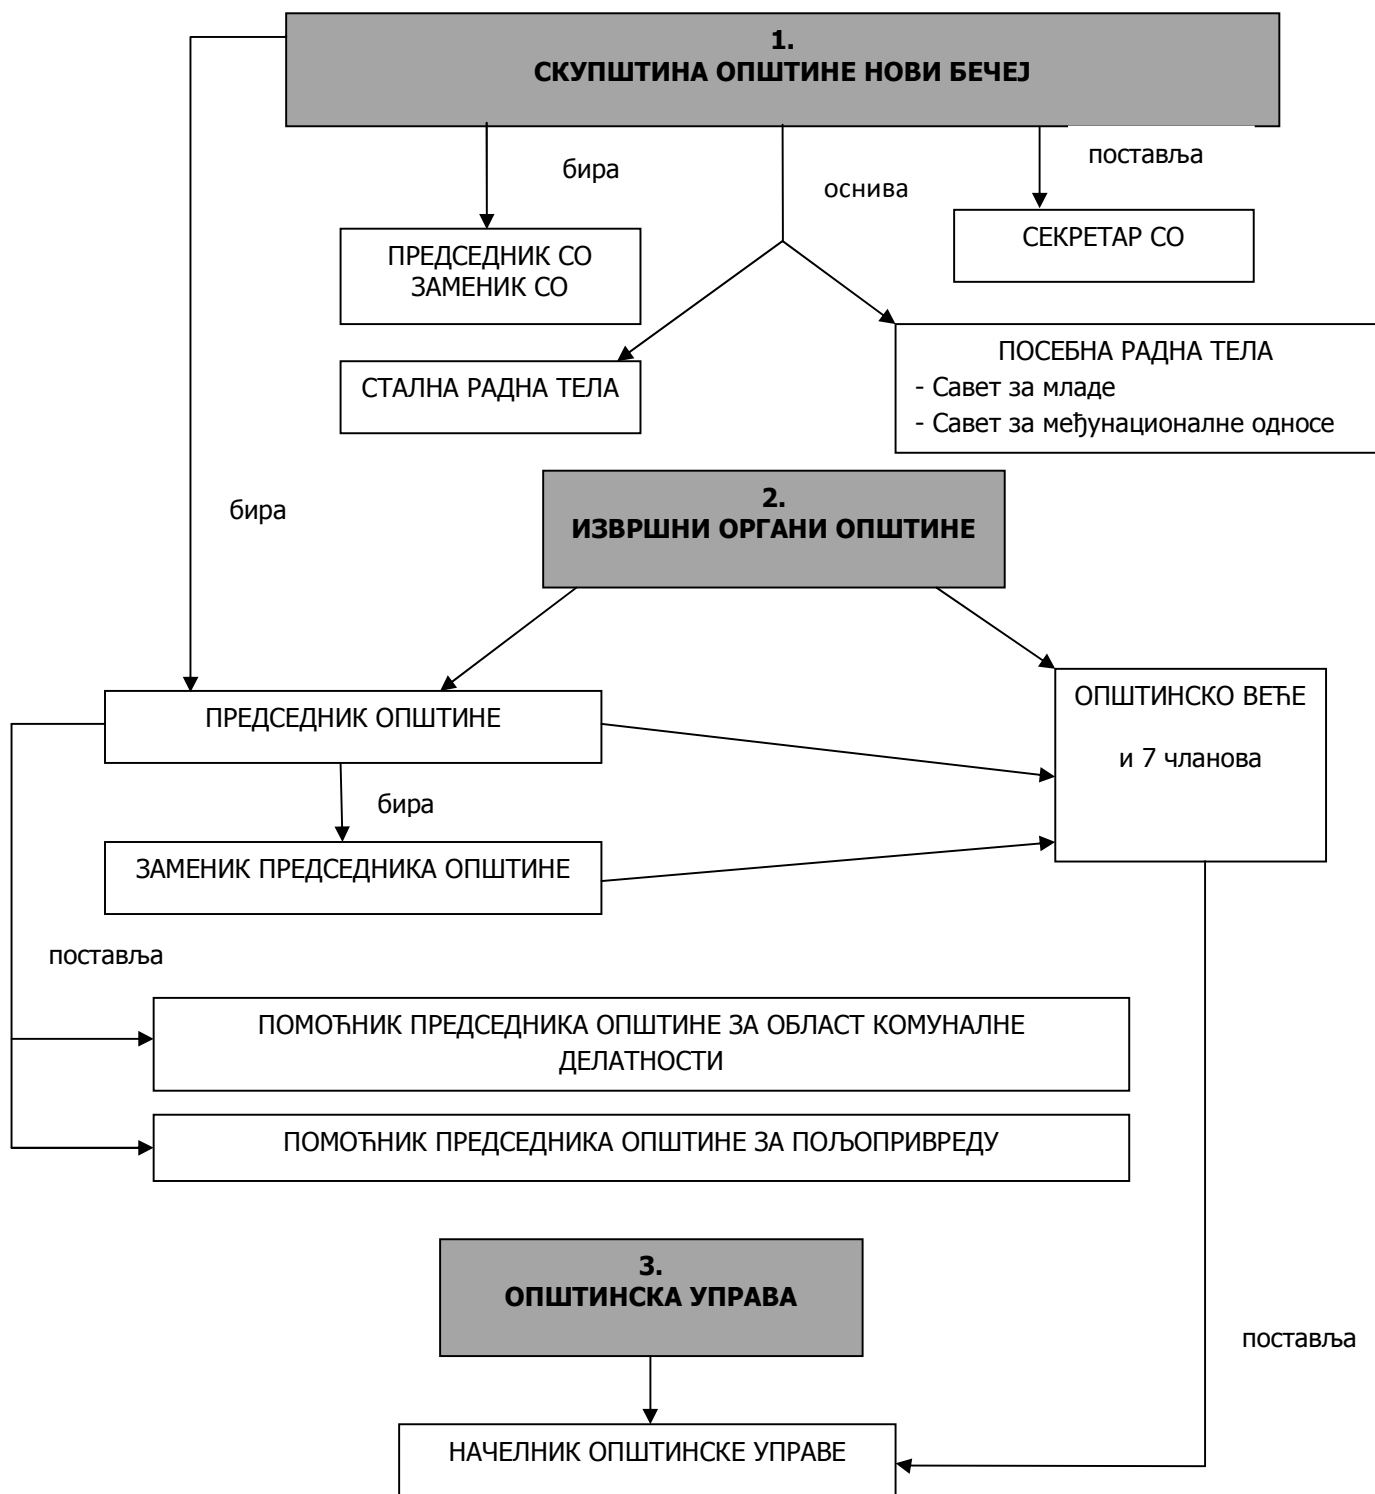 1.
СКУПШТИНА ОПШТИНЕ НОВИ БЕЧЕЈ
бира
оснива
поставља
ПРЕДСЕДНИК СО
ЗАМЕНИК СО
СЕКРЕТАР СО
СТАЛНА РАДНА ТЕЛА
ПОСЕБНА РАДНА ТЕЛА
- Савет за младе
- Савет за међунационалне односе
бира
2.
ИЗВРШНИ ОРГАНИ ОПШТИНЕ
ПРЕДСЕДНИК ОПШТИНЕ
ОПШТИНСКО ВЕЋЕ
и 7 чланова
бира
ЗАМЕНИК ПРЕДСЕДНИКА ОПШТИНЕ
поставља
ПОМОЋНИК ПРЕДСЕДНИКА ОПШТИНЕ ЗА ОБЛАСТ КОМУНАЛНЕ
ДЕЛАТНОСТИ
ПОМОЋНИК ПРЕДСЕДНИКА ОПШТИНЕ ЗА ПОЉОПРИВРЕДУ
3.
ОПШТИНСКА УПРАВА
поставља
НАЧЕЛНИК ОПШТИНСКЕ УПРАВЕ